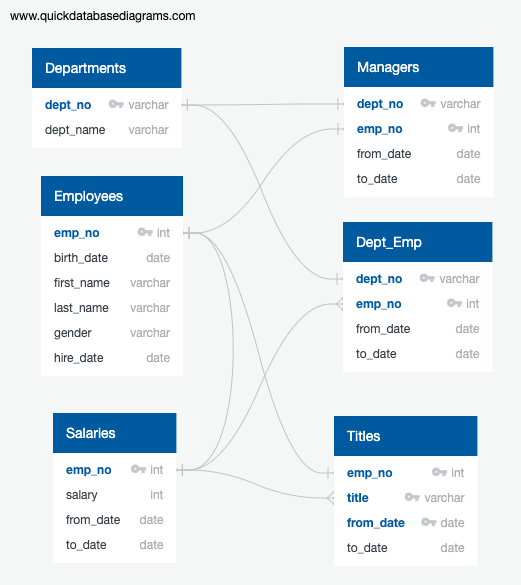 www.quickdatabasediagrams.com
Departments
dept_no varchar
dept_name varchar
Employees
emp_no int
birth_date date
first_name varchar
last_name varchar
gender varchar
hire_date date
Salaries
emp_no int
salary int
from_date date
to_date date
Managers
dept_no varchar
emp_no int
from_date date
to_date date
Dept_Emp
dept_no varchar
emp_no int
from_date date
to_date date
Titles
emp_no int
title varchar
from_date date
to_date date